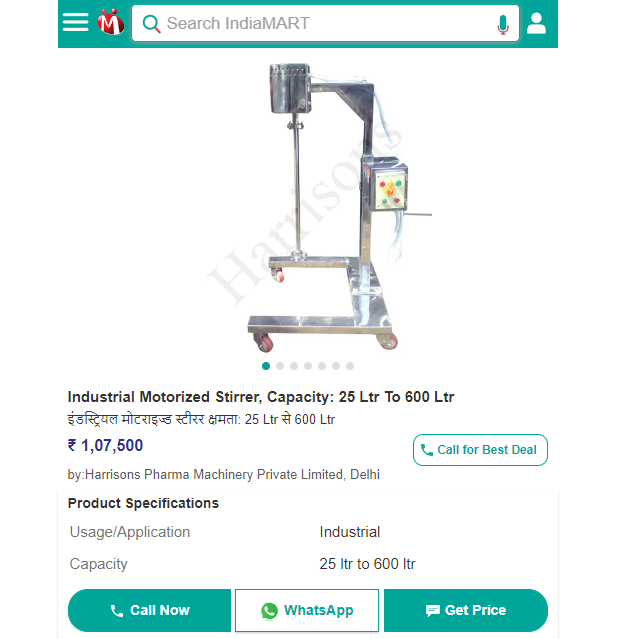 M
Search IndiaMART
Harrisons
Industrial Motorized Stirrer, Capacity: 25 Ltr To 600 Ltr
इंडस्ट्रियल मोटराइज्ड स्टीरर क्षमता: 25 Ltr से 600 Ltr
₹ 1,07,500
Call for Best Deal
by:Harrisons Pharma Machinery Private Limited, Delhi
Product Specifications
Usage/Application Industrial
Capacity 25 ltr to 600 ltr
Call Now WhatsApp Get Price